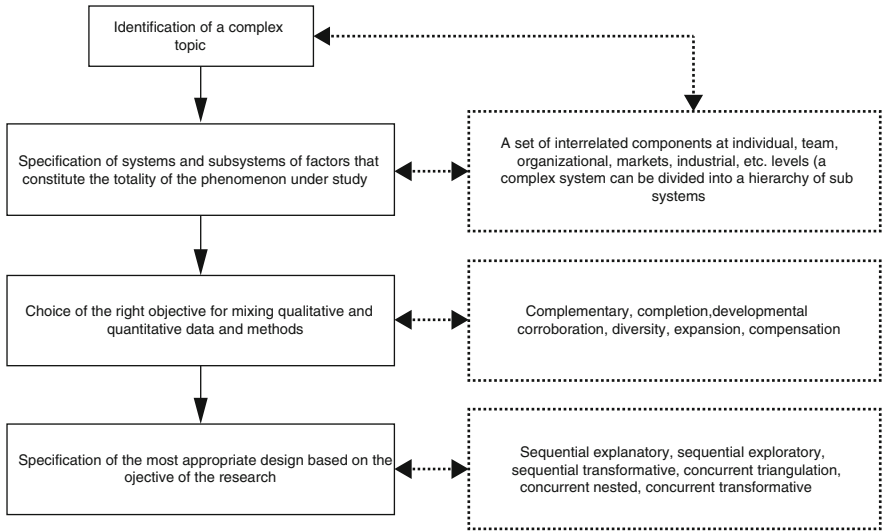 Identification of a complex
topic
Specification of systems and subsystems of factors that
constitute the totality of the phenomenon under study
A set of interrelated components at individual, team,
organizational, markets, industrial, etc. levels (a
complex system can be divided into a hierarchy of sub
systems
Choice of the right objective for mixing qualitative and
quantitative data and methods
Complementary, completion,developmental
corroboration, diversity, expansion, compensation
Specification of the most appropriate design based on the
ojective of the research
Sequential explanatory, sequential exploratory,
sequential transformative, concurrent triangulation,
concurrent nested, concurrent transformative